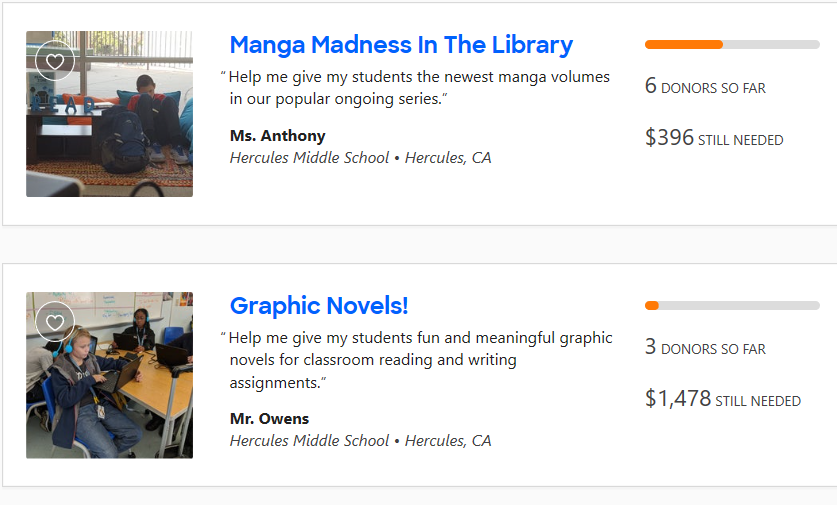 Manga Madness In The Library
“Help me give my students the newest manga volumes
in our popular ongoing series.”
Ms. Anthony
Hercules Middle School • Hercules, CA
6 DONORS SO FAR
$396 STILL NEEDED
Graphic Novels!
“Help me give my students fun and meaningful graphic
novels for classroom reading and writing
assignments.”
Mr. Owens
Hercules Middle School • Hercules, CA
3 DONORS SO FAR
$1,478 STILL NEEDED